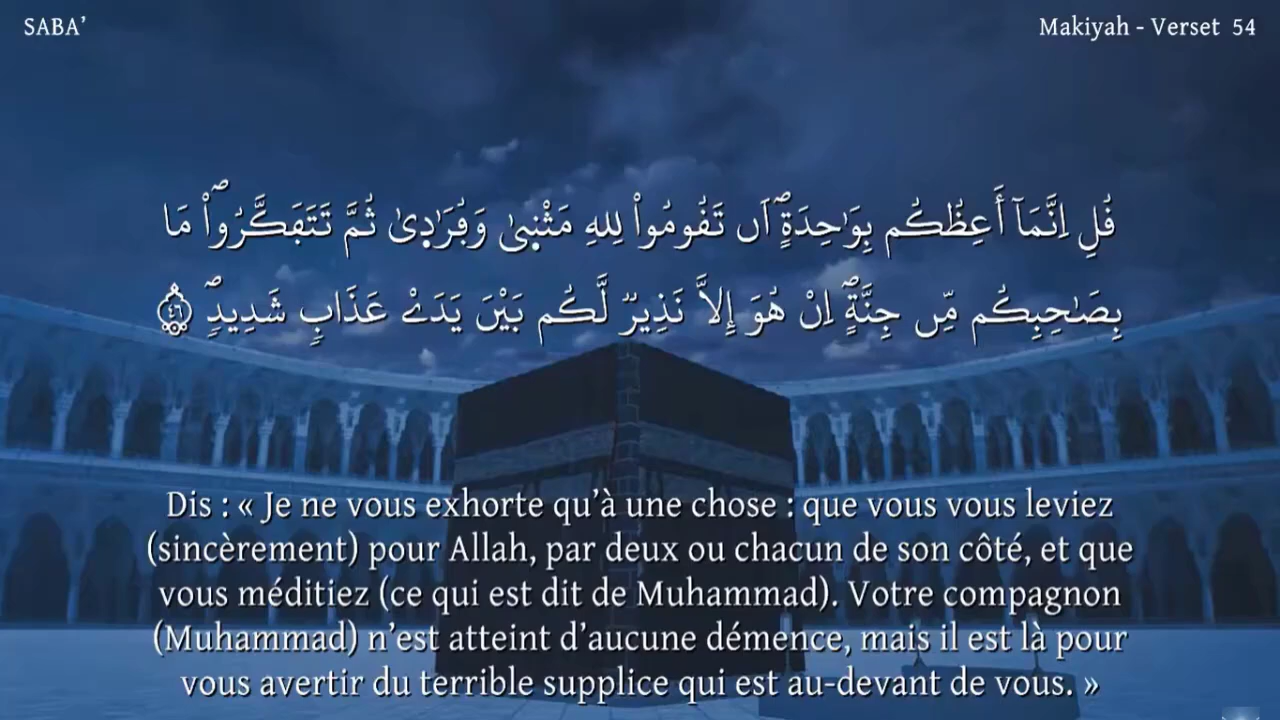 SABA’
Makiyah - Verset 54
قُلِ اِنَّمَآ أَعِظُكُم بِوَٰحِدَةٍۖ اَن تَقُومُواْ لِلهِ مَثْن۪ىٰ وَفُرَٰد۪ىٰ ثُمَّ تَتَفَكَّرُواْۖ مَا
بِصَٰحِبِكُم مِّن جِنَّةٍۖ اِنْ هُوَ إِلاَّ نَذِيرٞ لَّكُم بَيْنَ يَدَےْ عَذَابٖ شَدِيدٖۖ ٤٦
Dis : « Je ne vous exhorte qu’à une chose : que vous vous leviez
(sincèrement) pour Allah, par deux ou chacun de son côté, et que
vous méditiez (ce qui est dit de Muhammad). Votre compagnon
(Muhammad) n’est atteint d’aucune démence, mais il est là pour
vous avertir du terrible supplice qui est au-devant de vous. »